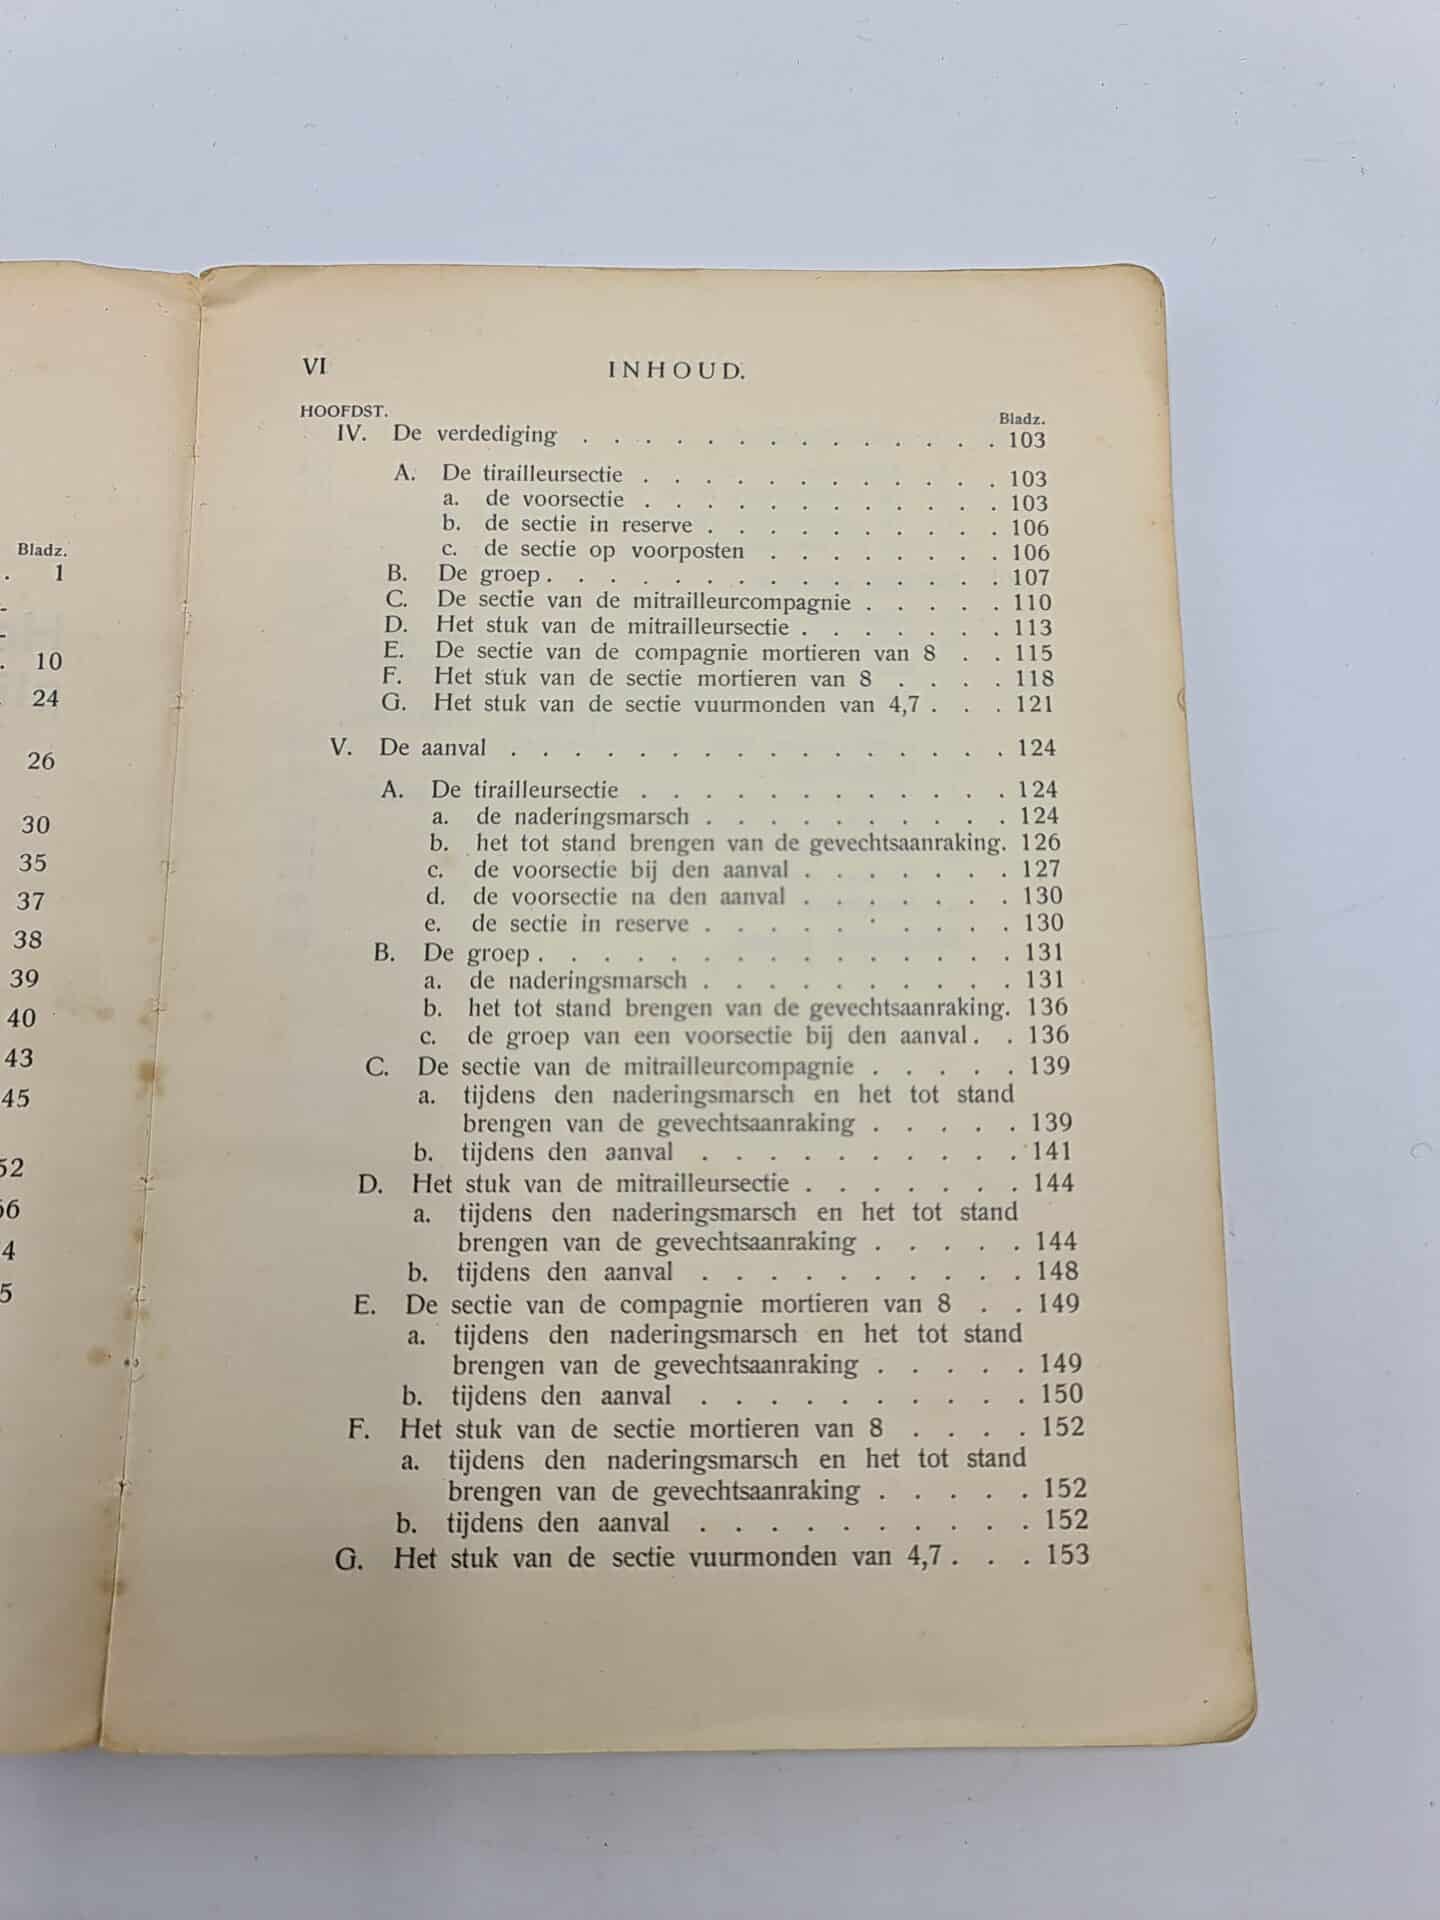 Bladz.
1
10
24
26
30
35
37
38
39
40
43
45
52
VI INHOUD.
HOOFDST. Bladz.
IV. De verdediging . . . . . . . . . . . . . 103
A. De tirailleursectie . . . . . . . . . . . . 103
a. de voorsectie . . . . . . . . . . . . 103
b. de sectie in reserve . . . . . . . . . . 106
c. de sectie op voorposten . . . . . . . . 106
B. De groep . . . . . . . . . . . . . . . 107
C. De sectie van de mitrailleurcompagnie . . . . . 110
D. Het stuk van de mitrailleursectie . . . . . . . 113
E. De sectie van de compagnie mortieren van 8 . . 115
F. Het stuk van de sectie mortieren van 8 . . . . 118
G. Het stuk van de sectie vuurmonden van 4,7 . . . 121
V. De aanval . . . . . . . . . . . . . . . 124
A. De tirailleursectie . . . . . . . . . . . . 124
a. de naderingsmarsch . . . . . . . . . . 124
b. het tot stand brengen van de gevechtsaanraking. 126
c. de voorsectie bij den aanval . . . . . . . 127
d. de voorsectie na den aanval . . . . . . . 130
e. de sectie in reserve . . . . . . . . . . 130
B. De groep . . . . . . . . . . . . . . . 131
a. de naderingsmarsch . . . . . . . . . . 131
b. het tot stand brengen van de gevechtsaanraking. 136
c. de groep van een voorsectie bij den aanval . . 136
C. De sectie van de mitrailleurcompagnie . . . . . 139
a. tijdens den naderingsmarsch en het tot stand
brengen van de gevechtsaanraking . . . . . 139
b. tijdens den aanval . . . . . . . . . . 141
D. Het stuk van de mitrailleursectie . . . . . . . 144
a. tijdens den naderingsmarsch en het tot stand
brengen van de gevechtsaanraking . . . . . 144
b. tijdens den aanval . . . . . . . . . . 148
E. De sectie van de compagnie mortieren van 8 . . 149
a. tijdens den naderingsmarsch en het tot stand
brengen van de gevechtsaanraking . . . . . 149
b. tijdens den aanval . . . . . . . . . . 150
F. Het stuk van de sectie mortieren van 8 . . . . 152
a. tijdens den naderingsmarsch en het tot stand
brengen van de gevechtsaanraking . . . . . 152
b. tijdens den aanval . . . . . . . . . . 152
G. Het stuk van de sectie vuurmonden van 4,7 . . . 153